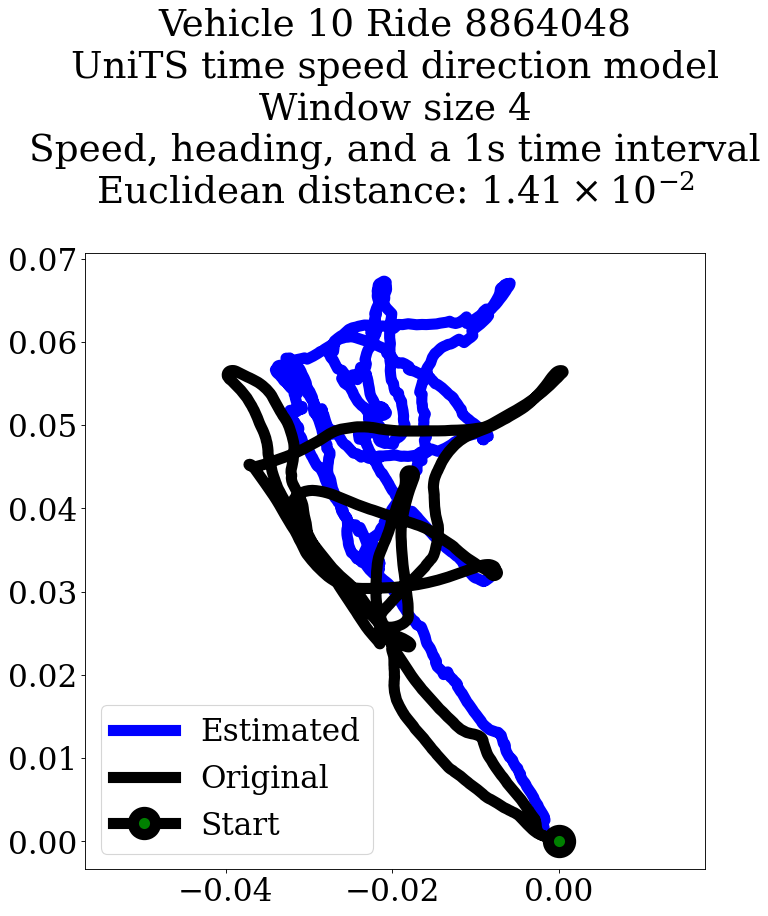 Vehicle 10 Ride 8864048
UniTS time speed direction model
Window size 4
Speed, heading, and a 1s time interval
Euclidean distance: 1.41 × 10⁻²
0.07
0.06
0.05
0.04
0.03
0.02
0.01
0.00
Estimated
Original
Start
−0.04
−0.02
0.00